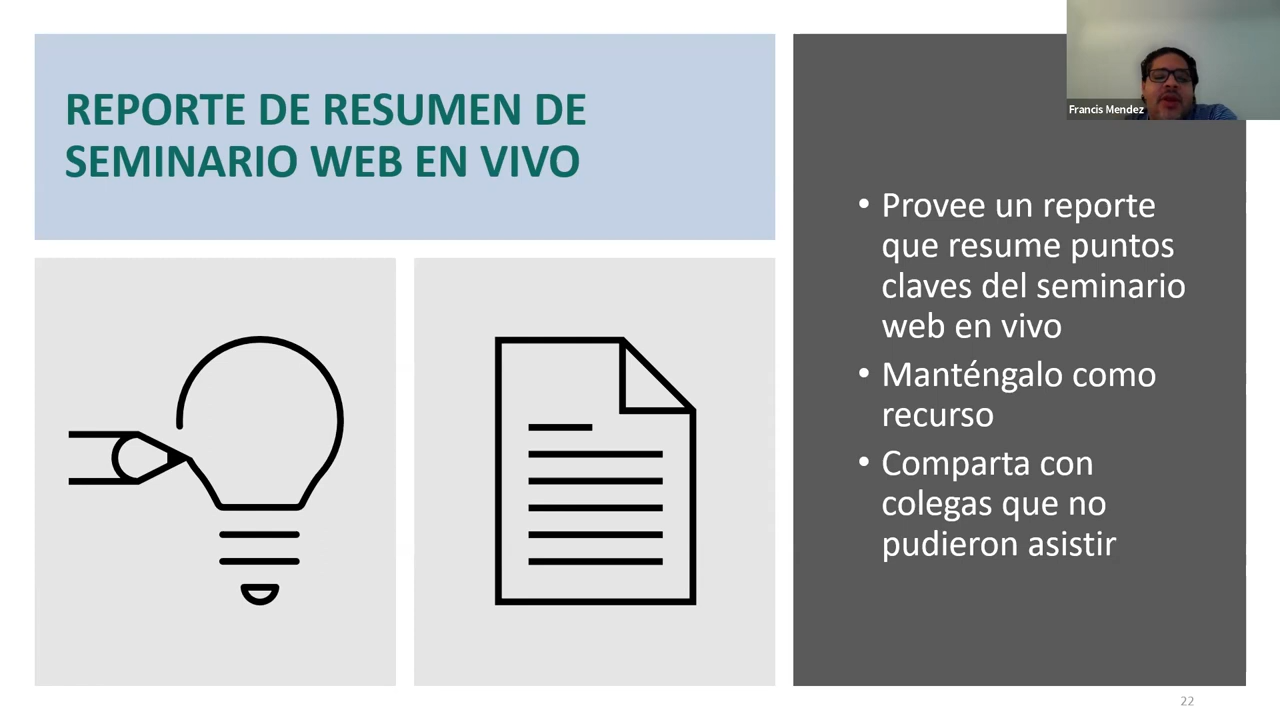 REPORTE DE RESUMEN DE
SEMINARIO WEB EN VIVO
Francis Mendez
• Provee un reporte
que resume puntos
claves del seminario
web en vivo
• Manténgalo como
recurso
• Comparta con
colegas que no
pudieron asistir
22